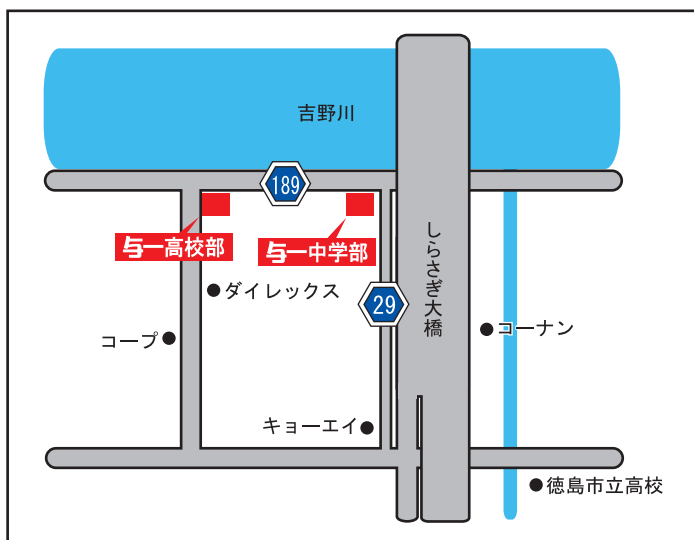 吉野川
189
与一高校部
与一中学部
しらさぎ大橋
ダイレックス
29
コーナン
コープ
キョーエイ
徳島市立高校